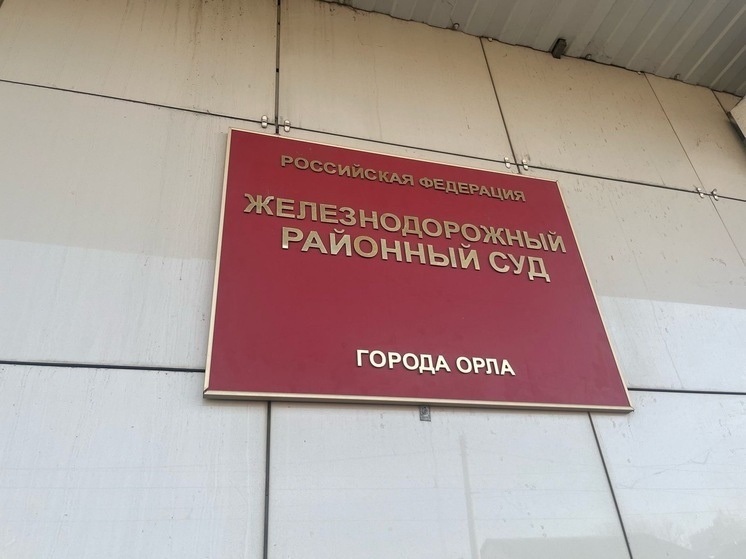 РОССИЙСКАЯ ФЕДЕРАЦИЯ
ЖЕЛЕЗНОДОРОЖНЫЙ
РАЙОННЫЙ СУД
ГОРОДА ОРЛА